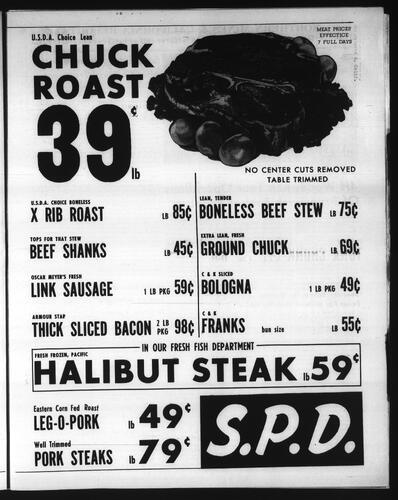 U.S.D.A. Choice Lean
CHUCK
ROAST
39¢ lb
MEAT PRICES
EFFECTICE
7 FULL DAYS
NO CENTER CUTS REMOVED
TABLE TRIMMED
U.S.D.A. CHOICE BONELESS
X RIB ROAST LB 85¢
TOPS FOR THAT STEW
BEEF SHANKS LB 45¢
OSCAR MEYER'S FRESH
LINK SAUSAGE 1 LB PKG 59¢
ARMOUR STAP
THICK SLICED BACON 2 LB PKG 98¢
LEAN, TENDER
BONELESS BEEF STEW LB 75¢
EXTRA LEAN, FRESH
GROUND CHUCK LB 69¢
C & K SLICED
BOLOGNA 1 LB PKG 49¢
C & K
FRANKS bun size LB 55¢
IN OUR FRESH FISH DEPARTMENT
FRESH FROZEN, PACIFIC
HALIBUT STEAK lb 59¢
Eastern Corn Fed Roast
LEG-O-PORK lb 49¢
Well Trimmed
PORK STEAKS lb 79¢
S.P.D.